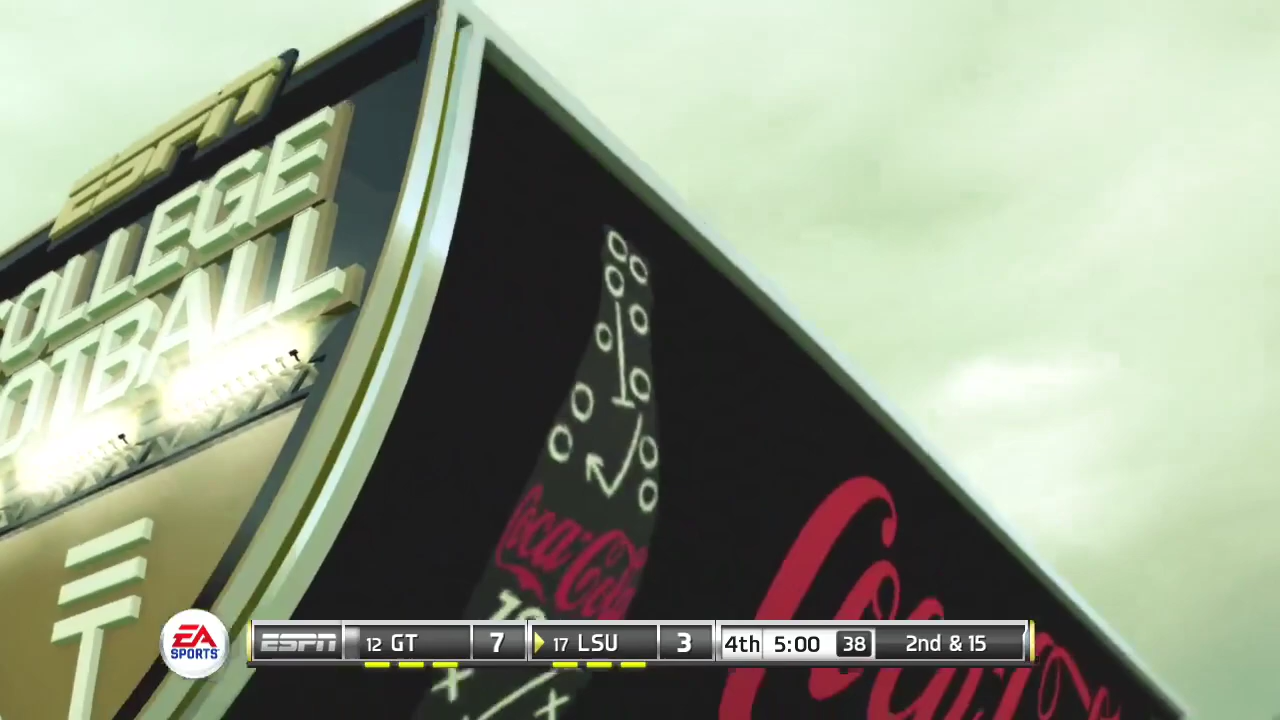 ESPN
COLLEGE
FOOTBALL
Coca-Cola
Coca
EA
SPORTS
ESPN 12 GT 7 17 LSU 3 4th 5:00 38 2nd & 15